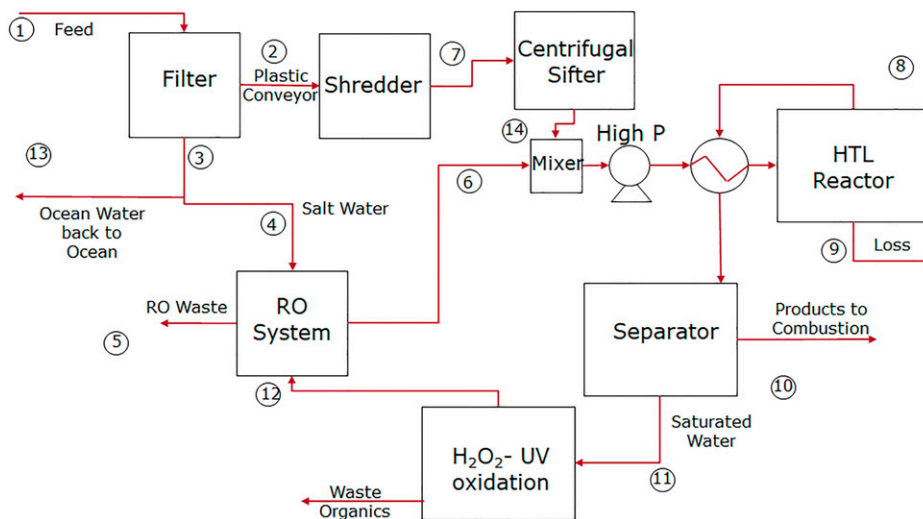 1
Feed
Filter
2
Plastic
Conveyor
Shredder
7
Centrifugal
Sifter
8
13
3
14
Mixer
High P
HTL
Reactor
6
Ocean Water
back to
Ocean
4
Salt Water
9
Loss
RO Waste
5
RO
System
Separator
Products to
Combustion
10
12
Saturated
Water
11
H₂O₂- UV
oxidation
Waste
Organics